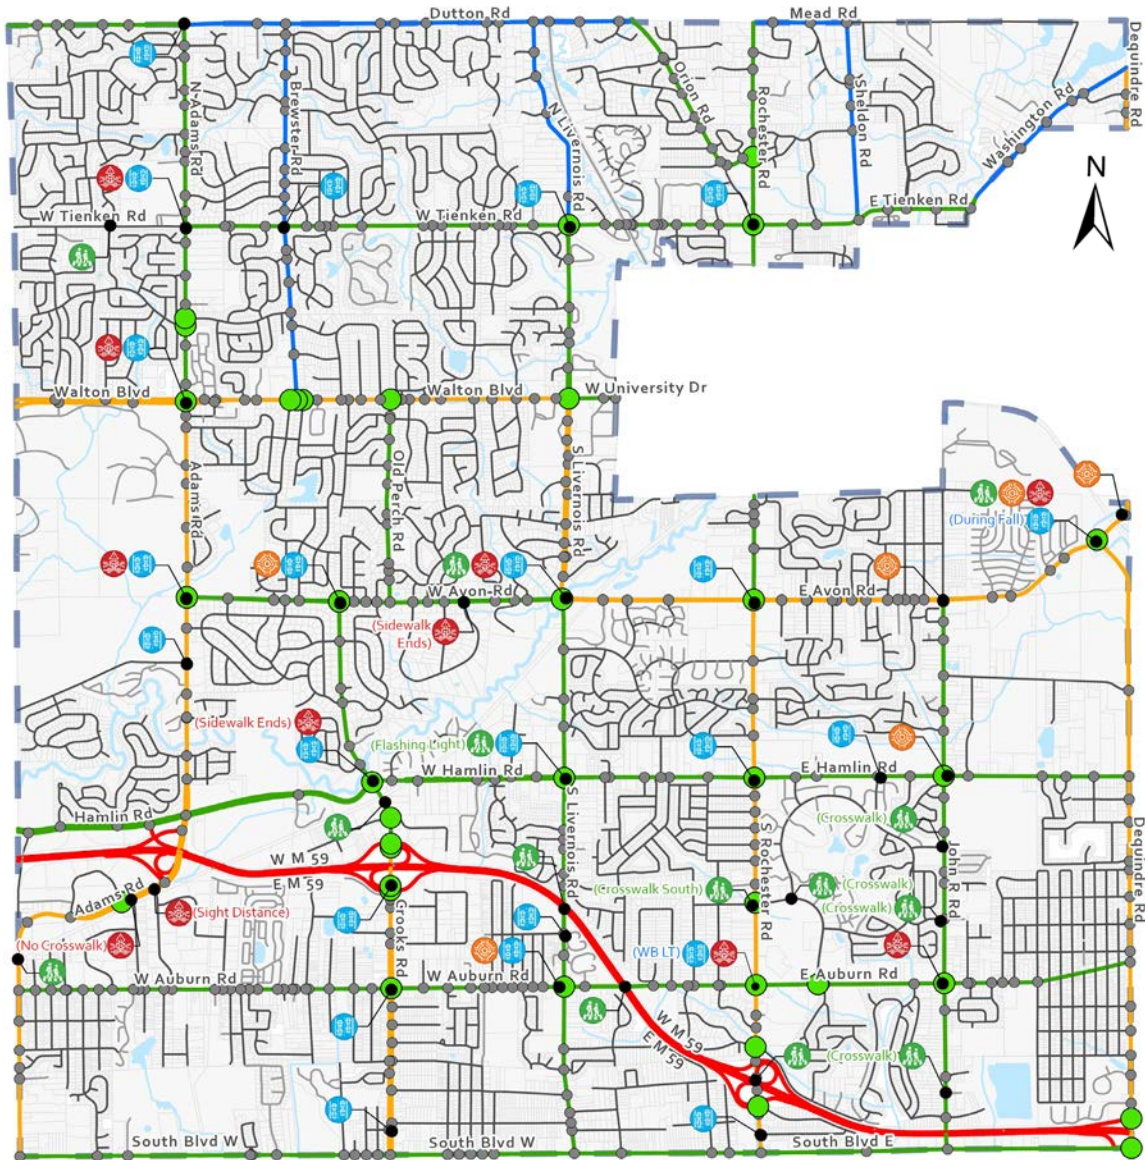 Dutton Rd
Mead Rd
Dequindre Rd
N Adams Rd
Brewster Rd
N Livernois Rd
Orion Rd
Rochester Rd
Sheldon Rd
Washington Rd
N
W Tienken Rd
W Tienken Rd
E Tienken Rd
Walton Blvd
Walton Blvd
W University Dr
Adams Rd
Old Perch Rd
S Livernois Rd
(During Fall)
W Avon Rd
E Avon Rd
(Sidewalk
Ends)
(Sidewalk Ends)
(Flashing Light)
W Hamlin Rd
E Hamlin Rd
Hamlin Rd
S Livernois Rd
(Crosswalk)
John R Rd
Dequindre Rd
W M 59
E M 59
S Rochester Rd
(Crosswalk South)
(Crosswalk)
(Crosswalk)
Adams Rd
(Sight Distance)
Crooks Rd
(No Crosswalk)
(WB LT)
W Auburn Rd
W Auburn Rd
E Auburn Rd
W M 59
E M 59
(Crosswalk)
South Blvd W
South Blvd W
South Blvd E